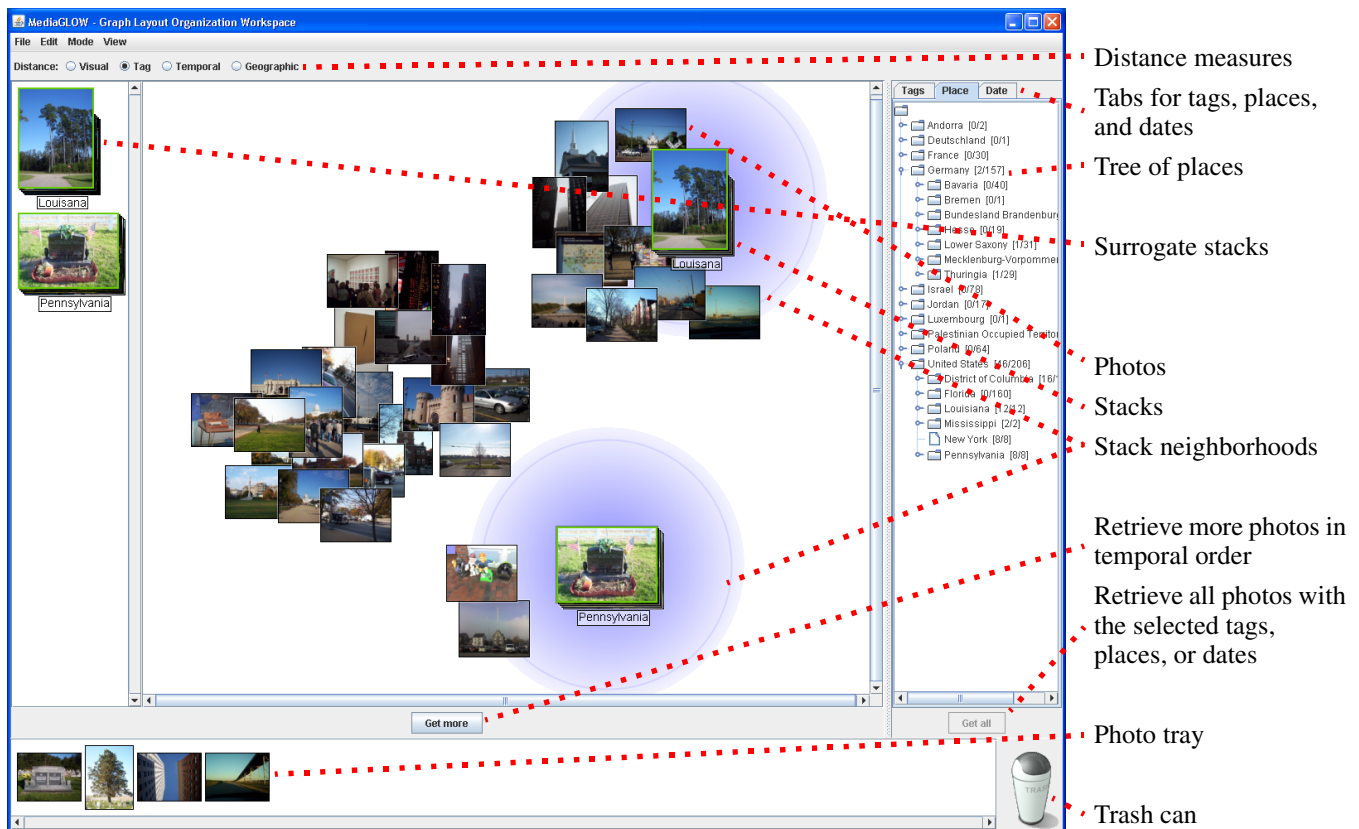 MediaGLOW - Graph Layout Organization Workspace
File Edit Mode View
Distance: Visual Tag Temporal Geographic
Louisana
Pennsylvania
Louisana
Pennsylvania
Tags Place Date
Andorra [0/2]
Deutschland [0/1]
France [0/30]
Germany [2/157]
Bavaria [0/40]
Bremen [0/1]
Bundesland Brandenburg
Hesse [0/19]
Lower Saxony [1/31]
Mecklenburg-Vorpommer
Thuringia [1/29]
Israel [0/78]
Jordan [0/17]
Luxembourg [0/1]
Palestinian Occupied Territor
Poland [0/64]
United States [46/206]
District of Columbia [16/
Florida [0/160]
Louisiana [12/12]
Mississippi [2/2]
New York [8/8]
Pennsylvania [8/8]
Get more
Get all
TRASH
Distance measures
Tabs for tags, places,
and dates
Tree of places
Surrogate stacks
Photos
Stacks
Stack neighborhoods
Retrieve more photos in
temporal order
Retrieve all photos with
the selected tags,
places, or dates
Photo tray
Trash can